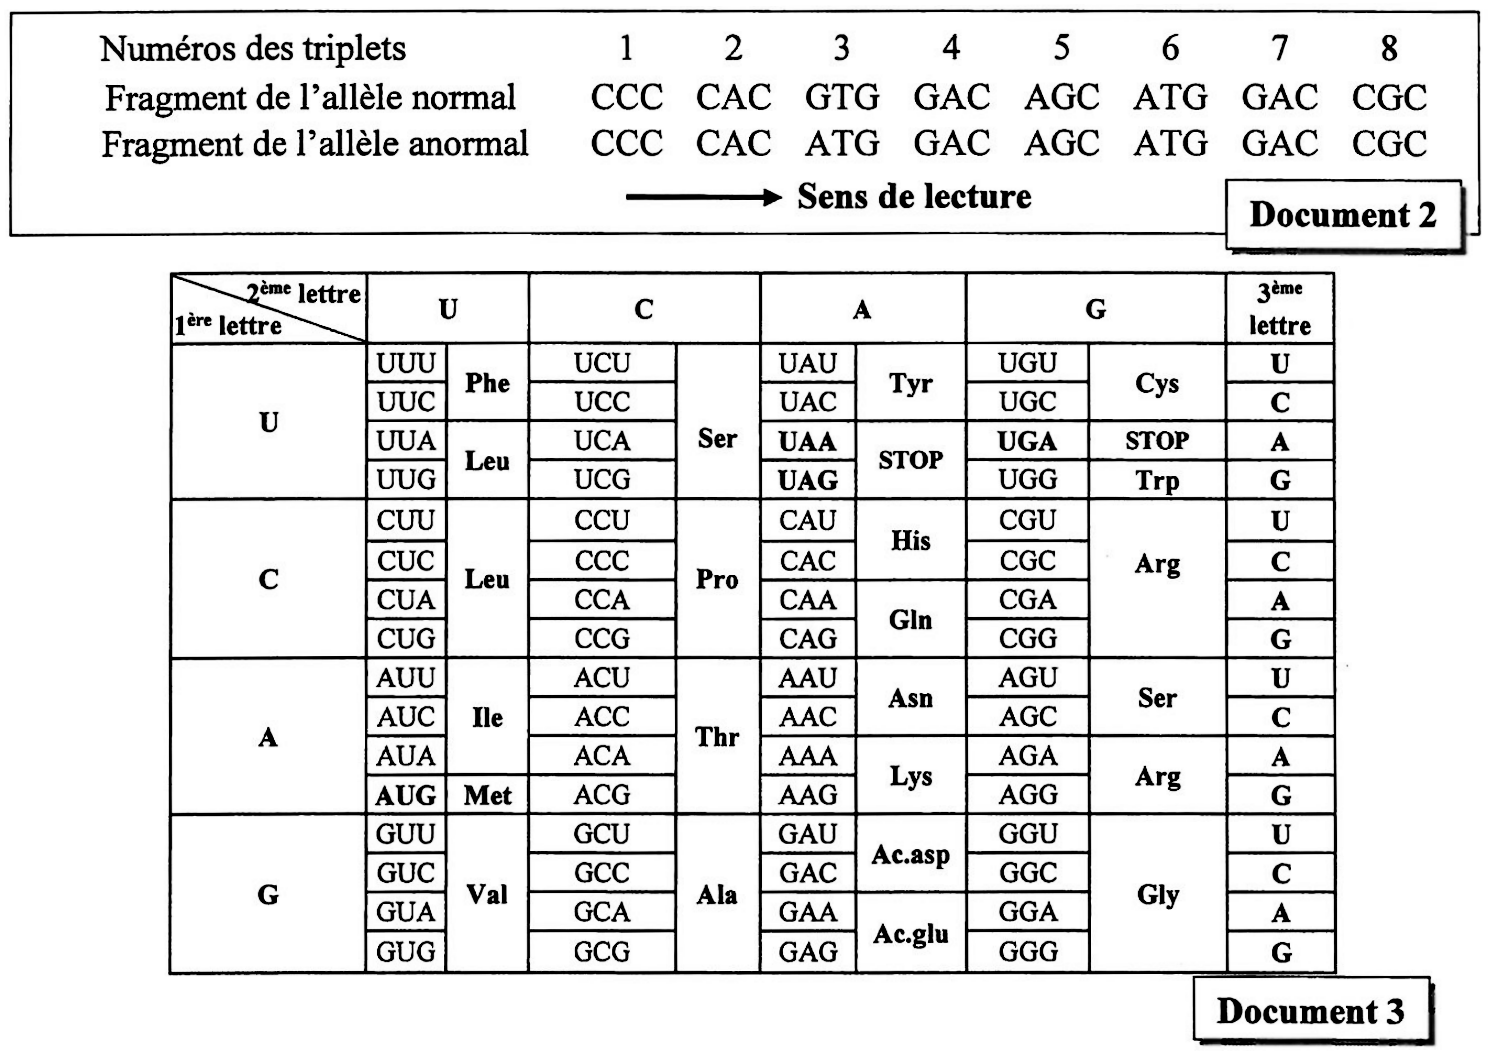 Numéros des triplets 1 2 3 4 5 6 7 8
Fragment de l'allèle normal CCC CAC GTG GAC AGC ATG GAC CGC
Fragment de l'allèle anormal CCC CAC ATG GAC AGC ATG GAC CGC
Sens de lecture
Document 2
2ème lettre
1ère lettre
U C A G
3ème lettre
U
UUU Phe UCU Ser UAU Tyr UGU Cys U
UUC UCC UAC UGC C
UUA Leu UCA UAA STOP UGA STOP A
UUG UCG UAG UGG Trp G
C
CUU Leu CCU Pro CAU His CGU Arg U
CUC CCC CAC CGC C
CUA CCA CAA Gln CGA A
CUG CCG CAG CGG G
A
AUU Ile ACU Thr AAU Asn AGU Ser U
AUC ACC AAC AGC C
AUA ACA AAA Lys AGA Arg A
AUG Met ACG AAG AGG G
G
GUU Val GCU Ala GAU Ac.asp GGU Gly U
GUC GCC GAC GGC C
GUA GCA GAA Ac.glu GGA A
GUG GCG GAG GGG G
Document 3